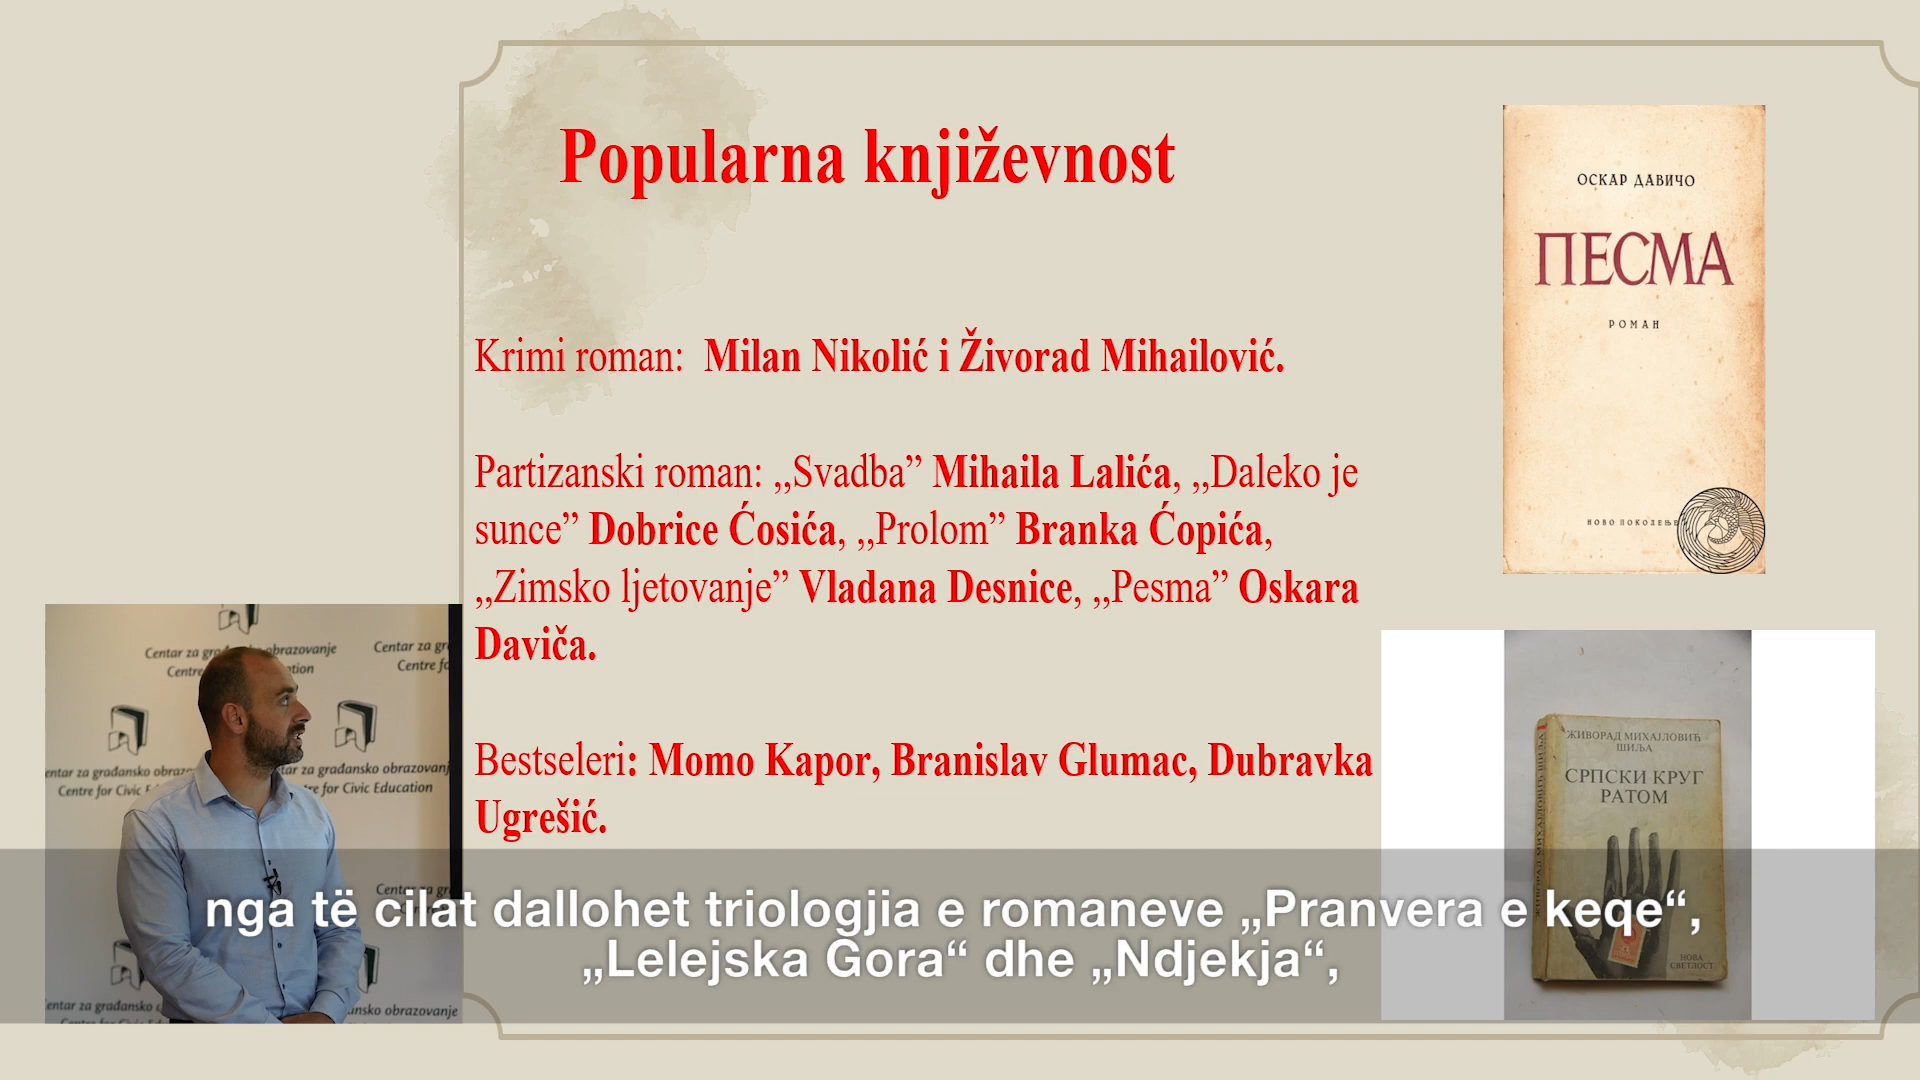 Popularna književnost
Krimi roman: Milan Nikolić i Živorad Mihailović.
Partizanski roman: ,,Svadba” Mihaila Lalića, ,,Daleko je
sunce” Dobrice Ćosića, ,,Prolom” Branka Ćopića,
,,Zimsko ljetovanje” Vladana Desnice, ,,Pesma” Oskara
Daviča.
Bestseleri: Momo Kapor, Branislav Glumac, Dubravka
Ugrešić.
ОСКАР ДАВИЧО
ПЕСМА
РОМАН
НОВО ПОКОЛЕЊЕ
ЖИВОРАД МИХАЈЛОВИЋ
ШИЉА
СРПСКИ КРУГ
РАТОМ
НОВА
СВЕТЛОСТ
Centar za građansko obrazovanje
Centre for Civic Education
nga të cilat dallohet triologjia e romaneve „Pranvera e keqe“,
„Lelejska Gora“ dhe „Ndjekja“,